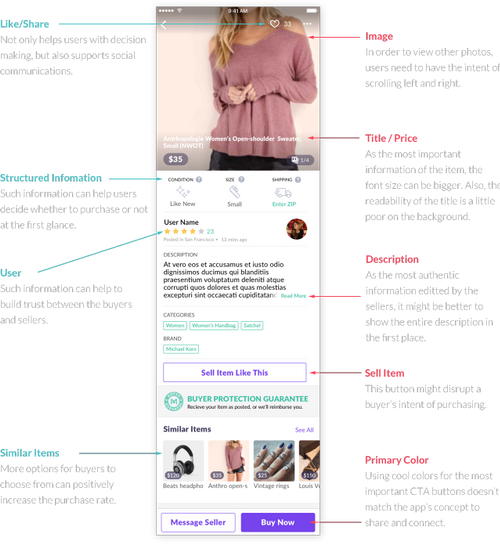 9:41 AM
Like/Share
Not only helps users with decision
making, but also supports social
communications.
33
Image
In order to view other photos,
users need to have the intent of
scrolling left and right.
Anthropologie Women's Open-shoulder Sweater,
Small (NWOT)
$35
1/4
Title / Price
As the most important
information of the item, the
font size can be bigger. Also, the
readability of the title is a little
poor on the background.
Structured Infomation
Such information can help users
decide whether to purchase or not
at the first glance.
CONDITION ?
SIZE ?
SHIPPING ?
Like New
Small
Enter ZIP
User
Such information can help to
build trust between the buyers
and sellers.
User Name
23
Posted in San Francisco • 12 mins ago
DESCRIPTION
At vero eos et accusamus et iusto odio
dignissimos ducimus qui blanditiis
praesentium voluptatum deleniti atque
corrupti quos dolores et quas molestias
excepturi sint occaecati cupiditanc
Read More
Description
As the most authentic
information editted by the
sellers, it might be better to
show the entire description in
the first place.
CATEGORIES
Women
Women's Handbag
Satchel
BRAND
Michael Kors
Sell Item Like This
Sell Item
This button might disrupt a
buyer's intent of purchasing.
BUYER PROTECTION GUARANTEE
Recieve your item as posted, or we'll reimburse you.
Similar Items
See All
Similar Items
More options for buyers to
choose from can positively
increase the purchase rate.
$120
$35
$25
$150
Beats headpho
Anthro open-s
Vintage rings
Louis V
Primary Color
Using cool colors for the most
important CTA buttons doesn't
match the app's concept to
share and connect.
Message Seller
Buy Now